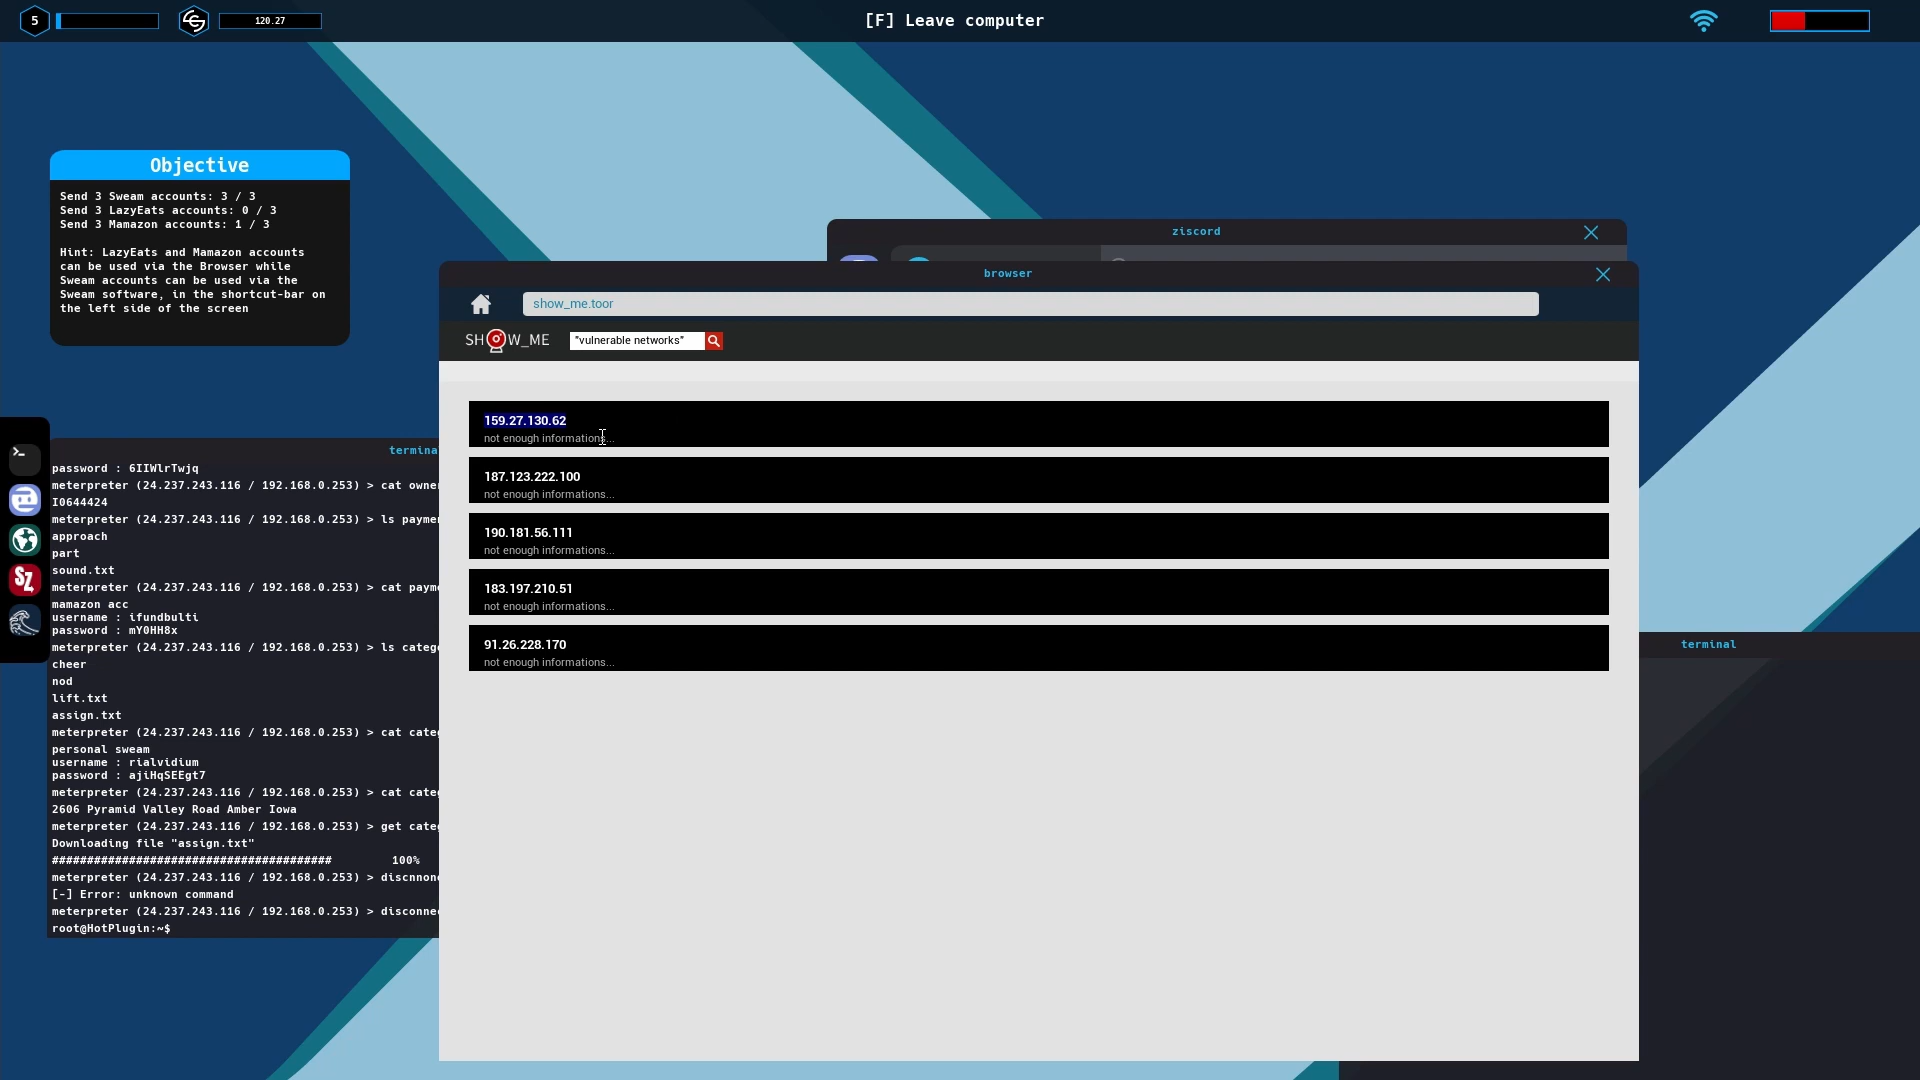 5
120.27
[F] Leave computer
Objective
Send 3 Sweam accounts: 3 / 3
Send 3 LazyEats accounts: 0 / 3
Send 3 Mamazon accounts: 1 / 3
Hint: LazyEats and Mamazon accounts
can be used via the Browser while
Sweam accounts can be used via the
Sweam software, in the shortcut-bar on
the left side of the screen
ziscord
browser
show_me.toor
SHOW_ME
"vulnerable networks"
159.27.130.62
not enough informations...
187.123.222.100
not enough informations...
190.181.56.111
not enough informations...
183.197.210.51
not enough informations...
91.26.228.170
not enough informations...
termina
password : 6IIWlrTwjq
meterpreter (24.237.243.116 / 192.168.0.253) > cat owne
I0644424
meterpreter (24.237.243.116 / 192.168.0.253) > ls payme
approach
part
sound.txt
meterpreter (24.237.243.116 / 192.168.0.253) > cat payme
mamazon acc
username : ifundbulti
password : mY0HH8x
meterpreter (24.237.243.116 / 192.168.0.253) > ls catego
cheer
nod
lift.txt
assign.txt
meterpreter (24.237.243.116 / 192.168.0.253) > cat categ
personal sweam
username : rialvidium
password : ajiHqSEEgt7
meterpreter (24.237.243.116 / 192.168.0.253) > cat categ
2606 Pyramid Valley Road Amber Iowa
meterpreter (24.237.243.116 / 192.168.0.253) > get categ
Downloading file "assign.txt"
######################################## 100%
meterpreter (24.237.243.116 / 192.168.0.253) > discnnone
[-] Error: unknown command
meterpreter (24.237.243.116 / 192.168.0.253) > disconnec
root@HotPlugin:~$
terminal